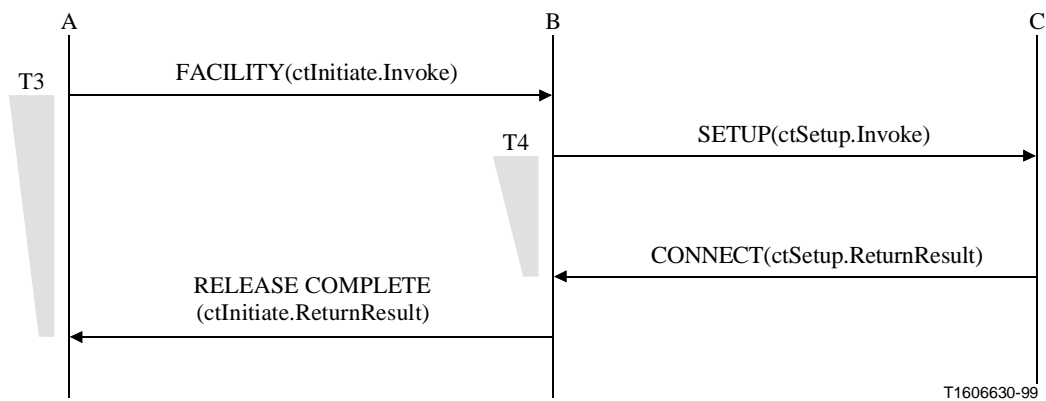 A
B
C
T3
FACILITY(ctInitiate.Invoke)
SETUP(ctSetup.Invoke)
T4
CONNECT(ctSetup.ReturnResult)
RELEASE COMPLETE
(ctInitiate.ReturnResult)
T1606630-99